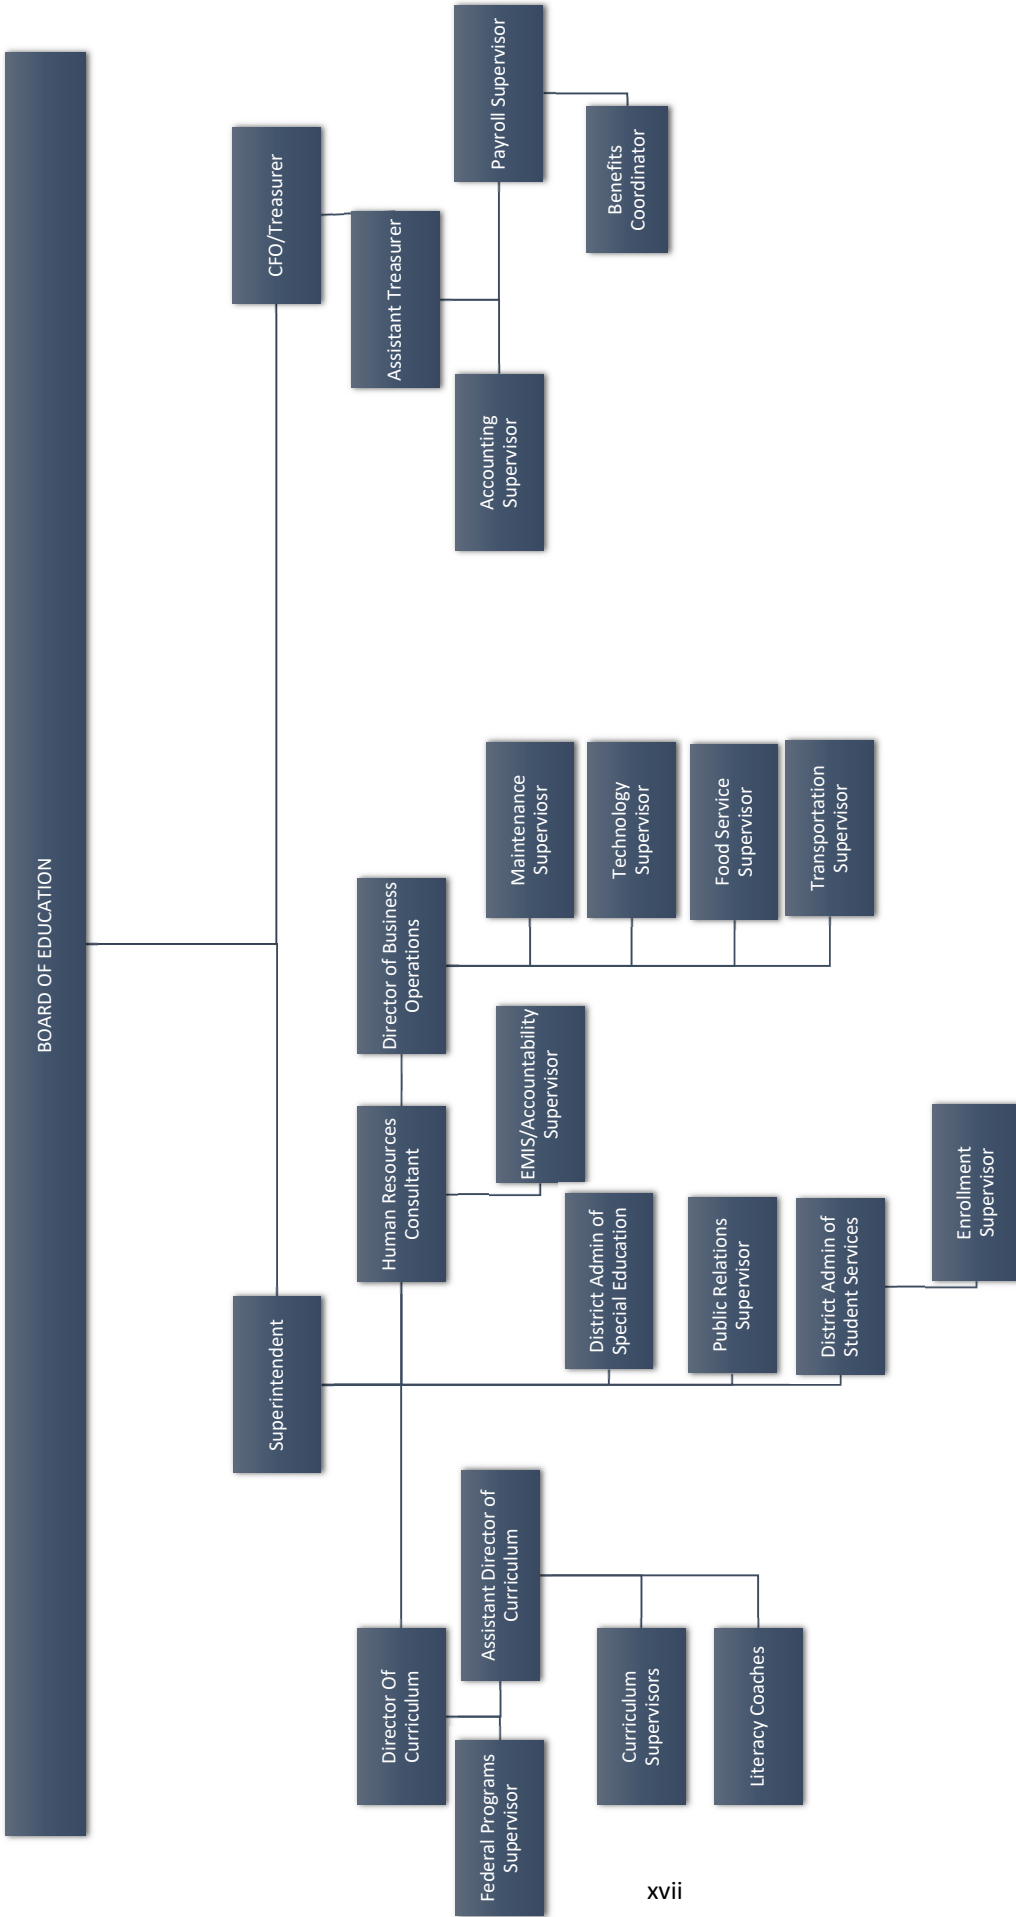 BOARD OF EDUCATION
Superintendent
CFO/Treasurer
Director Of
Curriculum
Human Resources
Consultant
Director of Business
Operations
Assistant Treasurer
Federal Programs
Supervisor
Assistant Director of
Curriculum
EMIS/Accountability
Supervisor
Maintenance
Superviosr
Accounting
Supervisor
Payroll Supervisor
Curriculum
Supervisors
District Admin of
Special Education
Technology
Supervisor
Benefits
Coordinator
Literacy Coaches
Public Relations
Supervisor
Food Service
Supervisor
District Admin of
Student Services
Transportation
Supervisor
Enrollment
Supervisor
xvii